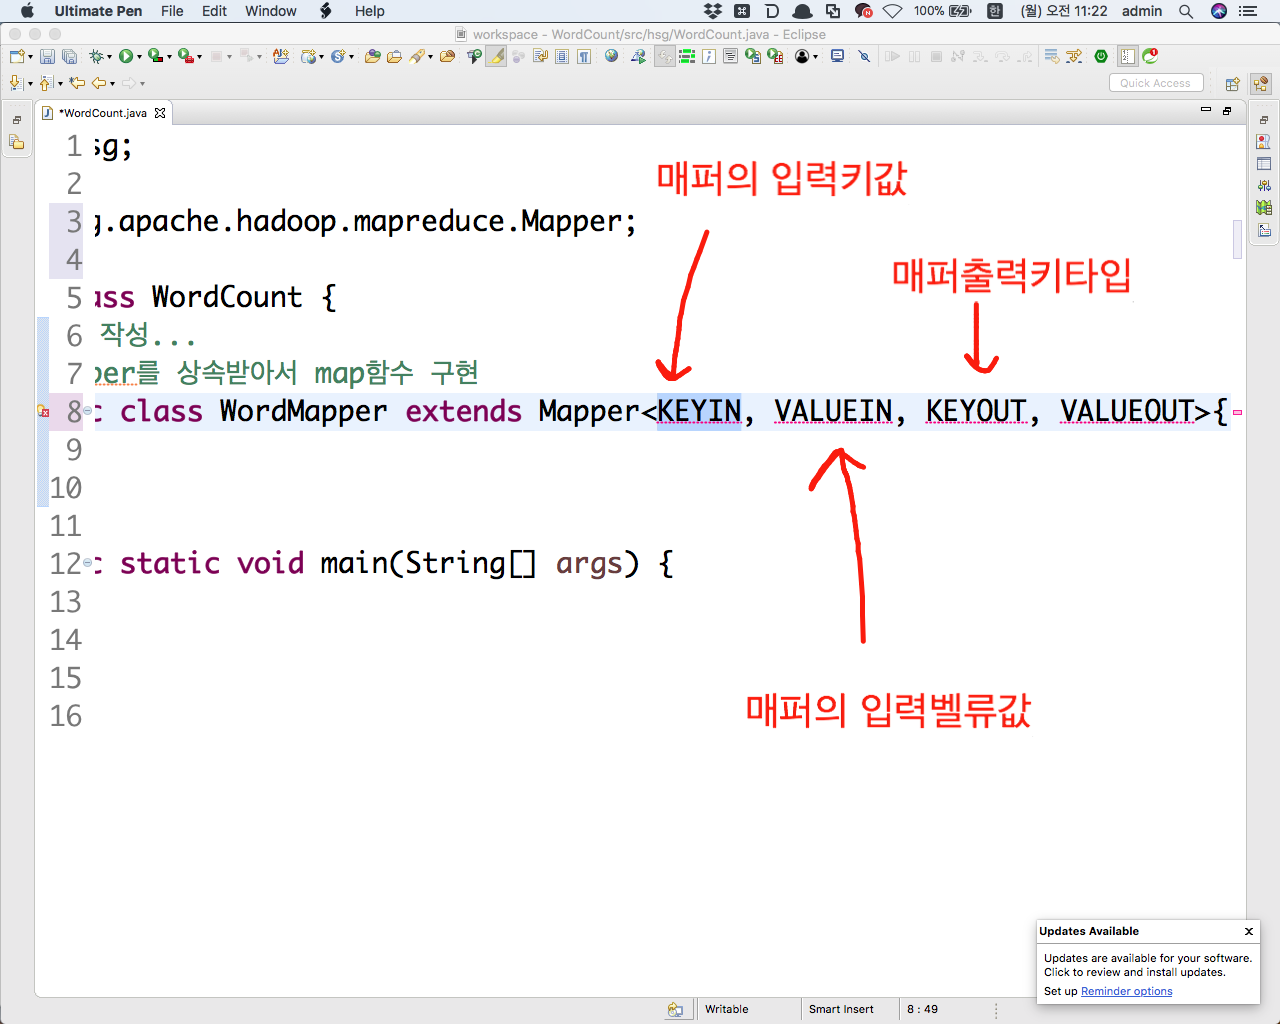 Ultimate Pen File Edit Window Help 100% 한 (월) 오전 11:22 admin
workspace - WordCount/src/hsg/WordCount.java - Eclipse
Quick Access
*WordCount.java
1 sg;
2
매퍼의 입력키값
3 g.apache.hadoop.mapreduce.Mapper;
4
매퍼출력키타입
5 ass WordCount {
6 작성...
7 per를 상속받아서 map함수 구현
8 c class WordMapper extends Mapper<KEYIN, VALUEIN, KEYOUT, VALUEOUT>{
9
10
11
12 c static void main(String[] args) {
13
14
15
매퍼의 입력벨류값
16
Updates Available x
Updates are available for your software.
Click to review and install updates.
Set up Reminder options
Writable Smart Insert 8 : 49